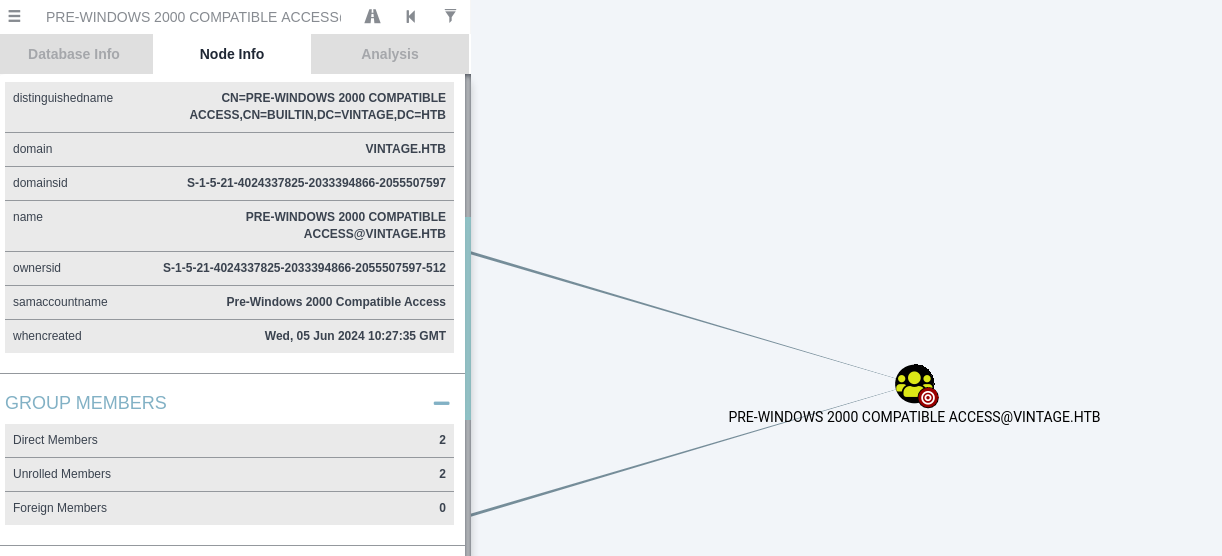 PRE-WINDOWS 2000 COMPATIBLE ACCESS
Database Info
Node Info
Analysis
distinguishedname
CN=PRE-WINDOWS 2000 COMPATIBLE
ACCESS,CN=BUILTIN,DC=VINTAGE,DC=HTB
domain
VINTAGE.HTB
domainsid
S-1-5-21-4024337825-2033394866-2055507597
name
PRE-WINDOWS 2000 COMPATIBLE
ACCESS@VINTAGE.HTB
ownersid
S-1-5-21-4024337825-2033394866-2055507597-512
samaccountname
Pre-Windows 2000 Compatible Access
whencreated
Wed, 05 Jun 2024 10:27:35 GMT
GROUP MEMBERS
Direct Members
2
Unrolled Members
2
Foreign Members
0
PRE-WINDOWS 2000 COMPATIBLE ACCESS@VINTAGE.HTB